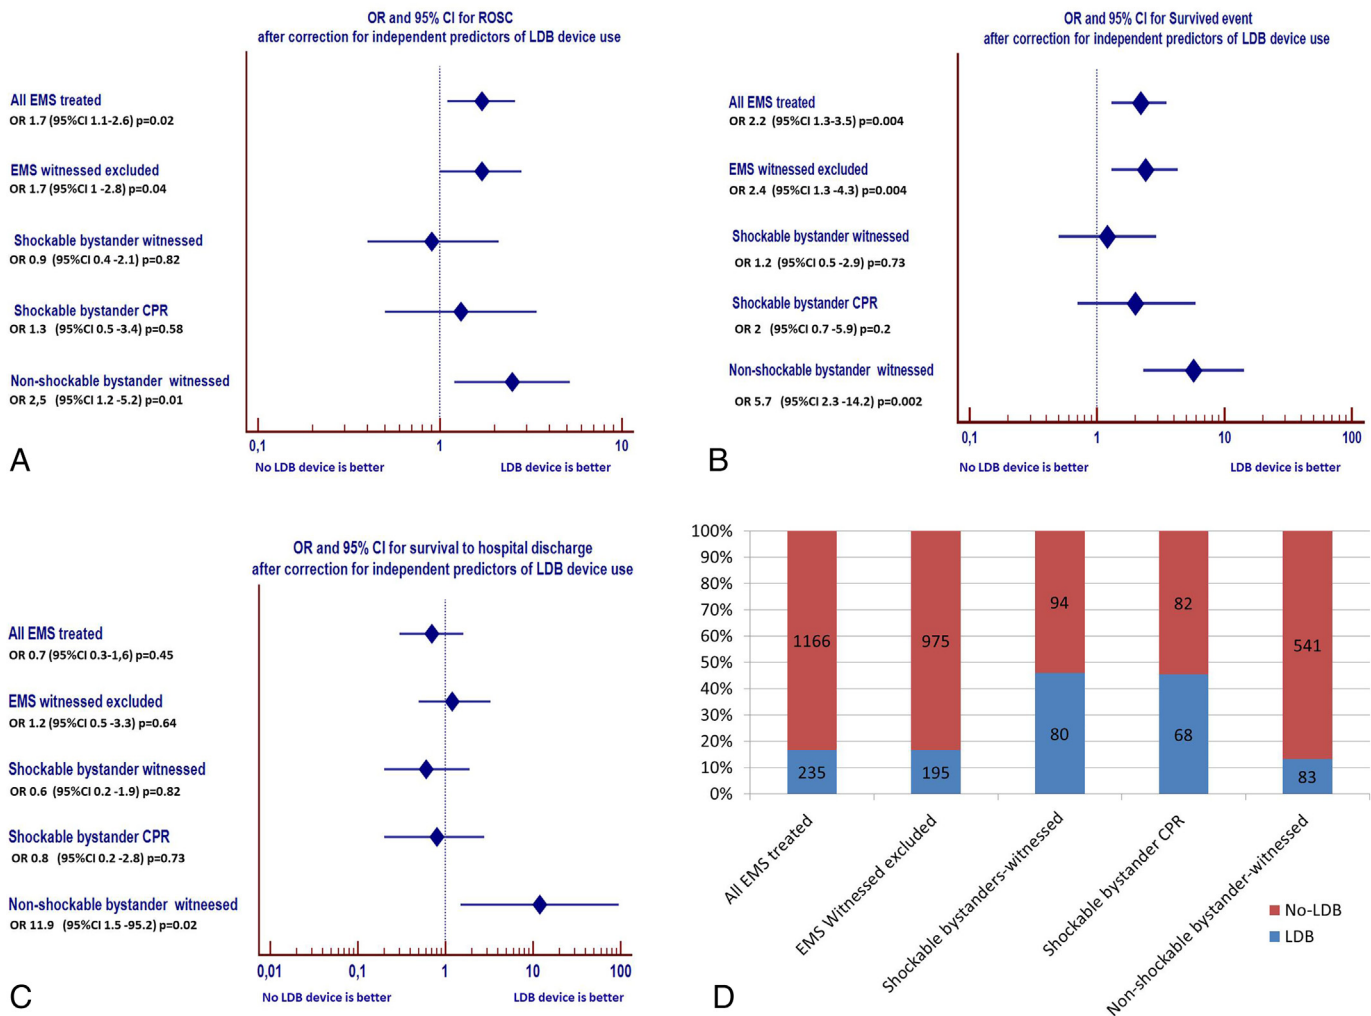 OR and 95% CI for ROSC
after correction for independent predictors of LDB device use
All EMS treated
OR 1.7 (95%CI 1.1-2.6) p=0.02
EMS witnessed excluded
OR 1.7 (95%CI 1 -2.8) p=0.04
Shockable bystander witnessed
OR 0.9 (95%CI 0.4 -2.1) p=0.82
Shockable bystander CPR
OR 1.3 (95%CI 0.5 -3.4) p=0.58
Non-shockable bystander witnessed
OR 2,5 (95%CI 1.2 -5.2) p=0.01
0,1 1 10
No LDB device is better LDB device is better
A
OR and 95% CI for Survived event
after correction for independent predictors of LDB device use
All EMS treated
OR 2.2 (95%CI 1.3-3.5) p=0.004
EMS witnessed excluded
OR 2.4 (95%CI 1.3 -4.3) p=0.004
Shockable bystander witnessed
OR 1.2 (95%CI 0.5 -2.9) p=0.73
Shockable bystander CPR
OR 2 (95%CI 0.7 -5.9) p=0.2
Non-shockable bystander witnessed
OR 5.7 (95%CI 2.3 -14.2) p=0.002
0,1 1 10 100
No LDB device is better LDB device is better
B
OR and 95% CI for survival to hospital discharge
after correction for independent predictors of LDB device use
All EMS treated
OR 0.7 (95%CI 0.3-1,6) p=0.45
EMS witnessed excluded
OR 1.2 (95%CI 0.5 -3.3) p=0.64
Shockable bystander witnessed
OR 0.6 (95%CI 0.2 -1.9) p=0.82
Shockable bystander CPR
OR 0.8 (95%CI 0.2 -2.8) p=0.73
Non-shockable bystander witneesed
OR 11.9 (95%CI 1.5 -95.2) p=0.02
0,01 0,1 1 10 100
No LDB device is better LDB device is better
C
100%
90%
80%
70%
60%
50%
40%
30%
20%
10%
0%
1166 975 94 82 541
235 195 80 68 83
All EMS treated
EMS Witnessed excluded
Shockable bystanders-witnessed
Shockable bystander CPR
Non-shockable bystander-witnessed
No-LDB
LDB
D